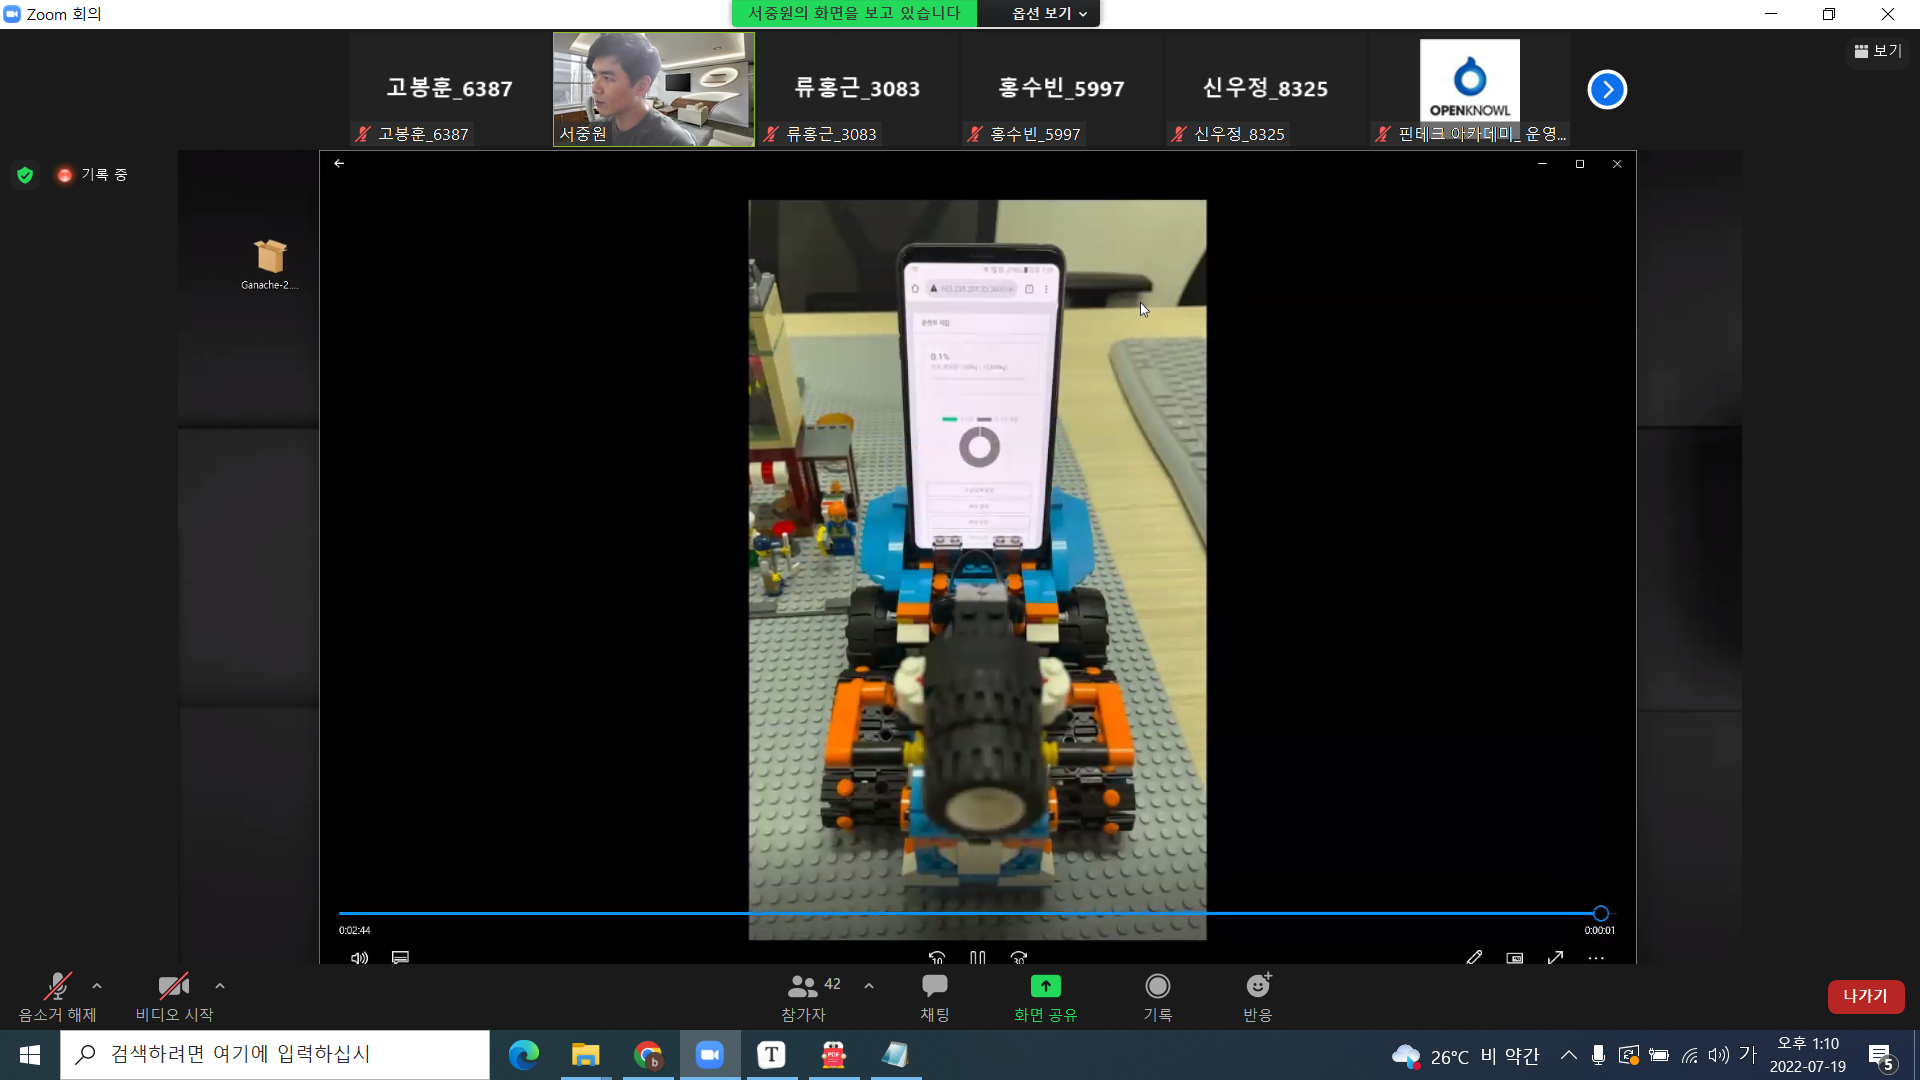 Zoom 회의
서중원의 화면을 보고 있습니다
옵션 보기
고봉훈_6387
류홍근_3083
홍수빈_5997
신우정_8325
OPENKNOWL
고봉훈_6387
서중원
류홍근_3083
홍수빈_5997
신우정_8325
핀테크 아카데미_ 운영...
보기
기록 중
Ganache-2....
0.1%
0:02:44
0:00:01
10
30
음소거 해제
비디오 시작
42
참가자
채팅
화면 공유
기록
반응
나가기
검색하려면 여기에 입력하십시
b
T
PDF
26°C 비 약간
가
오후 1:10
2022-07-19
5